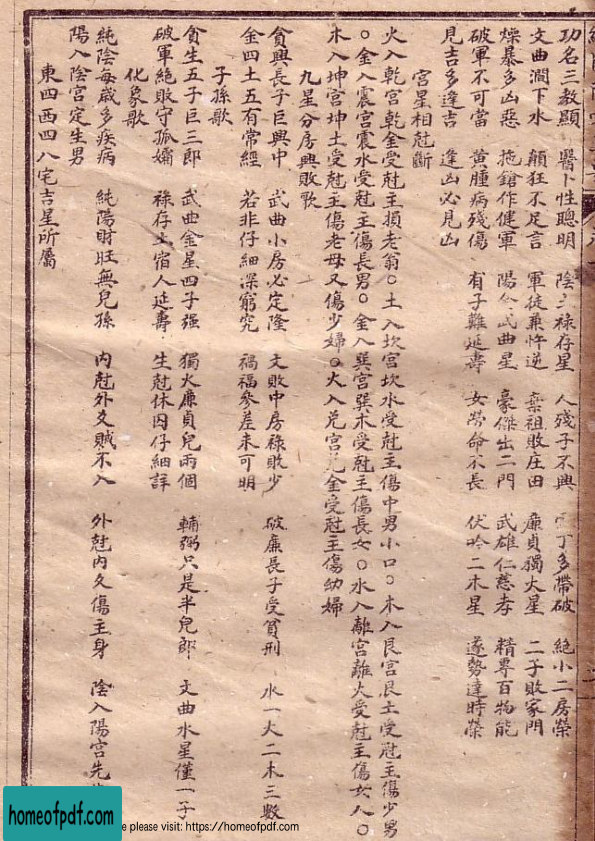 功名三教顯 醫卜性聰明 陰土祿存星 人殘子不興 丁多帶破 絕小二房榮
文曲澗下水 顛狂不足言 軍徒兼忤逆 棄祖敗庄田 廉貞獨火星 二子敗家門
燥暴多凶惡 拖鎗作健軍 陽金武曲星 豪傑出二門 武雄仁慈孝 精專百物能
破軍不可當 黃腫病殘傷 有子難延壽 女勞命不長 伏吟二木星 遂勢達時榮
見吉多逢吉 逢凶必見凶
宮星相尅斷
火入乾宮乾金受尅主損老翁○土入坎宮坎水受尅主傷中男小口○木入艮宮艮土受尅主傷少男
○金入震宮震水受尅主傷長男○金入巽宮巽木受尅主傷長女○水入離宮離火受尅主傷女人○
木入坤宮坤土受尅主傷老母又傷少婦○火入兌宮兌金受尅主傷幼婦
九星分房興敗歌
貪興長子巨興中 武曲小房必定隆 文敗中房祿敗少 破廉長子受貧刑 水一火二木三數
金四土五有常經 若非仔細深窮究 禍福參差未可明
子孫歌
貪生五子巨三郎 武曲金星四子强 獨火廉貞兒兩個 輔弼只是半兒郎 文曲水星僅一子
破軍絕敗守孤孀 祿存土宿人延壽 生尅休囚仔細詳
化象歌
純陰每歲多疾病 純陽財旺無兒孫 內尅外爻賊不入 外尅內爻傷主身 陰入陽宮先生
陽入陰宮定生男
東四西四八宅吉星所屬
homeofpdf.com
e please visit: https://homeofpdf.com